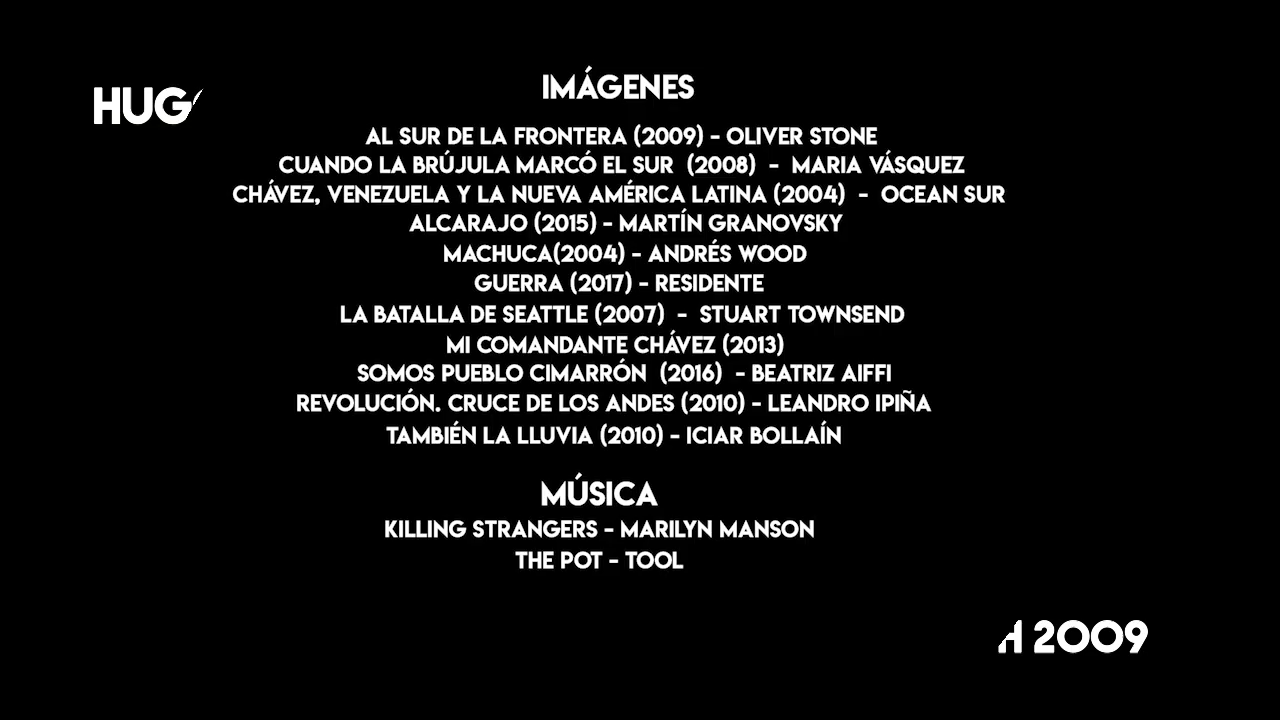 HUG
IMÁGENES
AL SUR DE LA FRONTERA (2009) - OLIVER STONE
CUANDO LA BRÚJULA MARCÓ EL SUR (2008) - MARIA VÁSQUEZ
CHÁVEZ, VENEZUELA Y LA NUEVA AMÉRICA LATINA (2004) - OCEAN SUR
ALCARAJO (2015) - MARTÍN GRANOVSKY
MACHUCA(2004) - ANDRÉS WOOD
GUERRA (2017) - RESIDENTE
LA BATALLA DE SEATTLE (2007) - STUART TOWNSEND
MI COMANDANTE CHÁVEZ (2013)
SOMOS PUEBLO CIMARRÓN (2016) - BEATRIZ AIFFI
REVOLUCIÓN. CRUCE DE LOS ANDES (2010) - LEANDRO IPIÑA
TAMBIÉN LA LLUVIA (2010) - ICIAR BOLLAÍN
MÚSICA
KILLING STRANGERS - MARILYN MANSON
THE POT - TOOL
2009